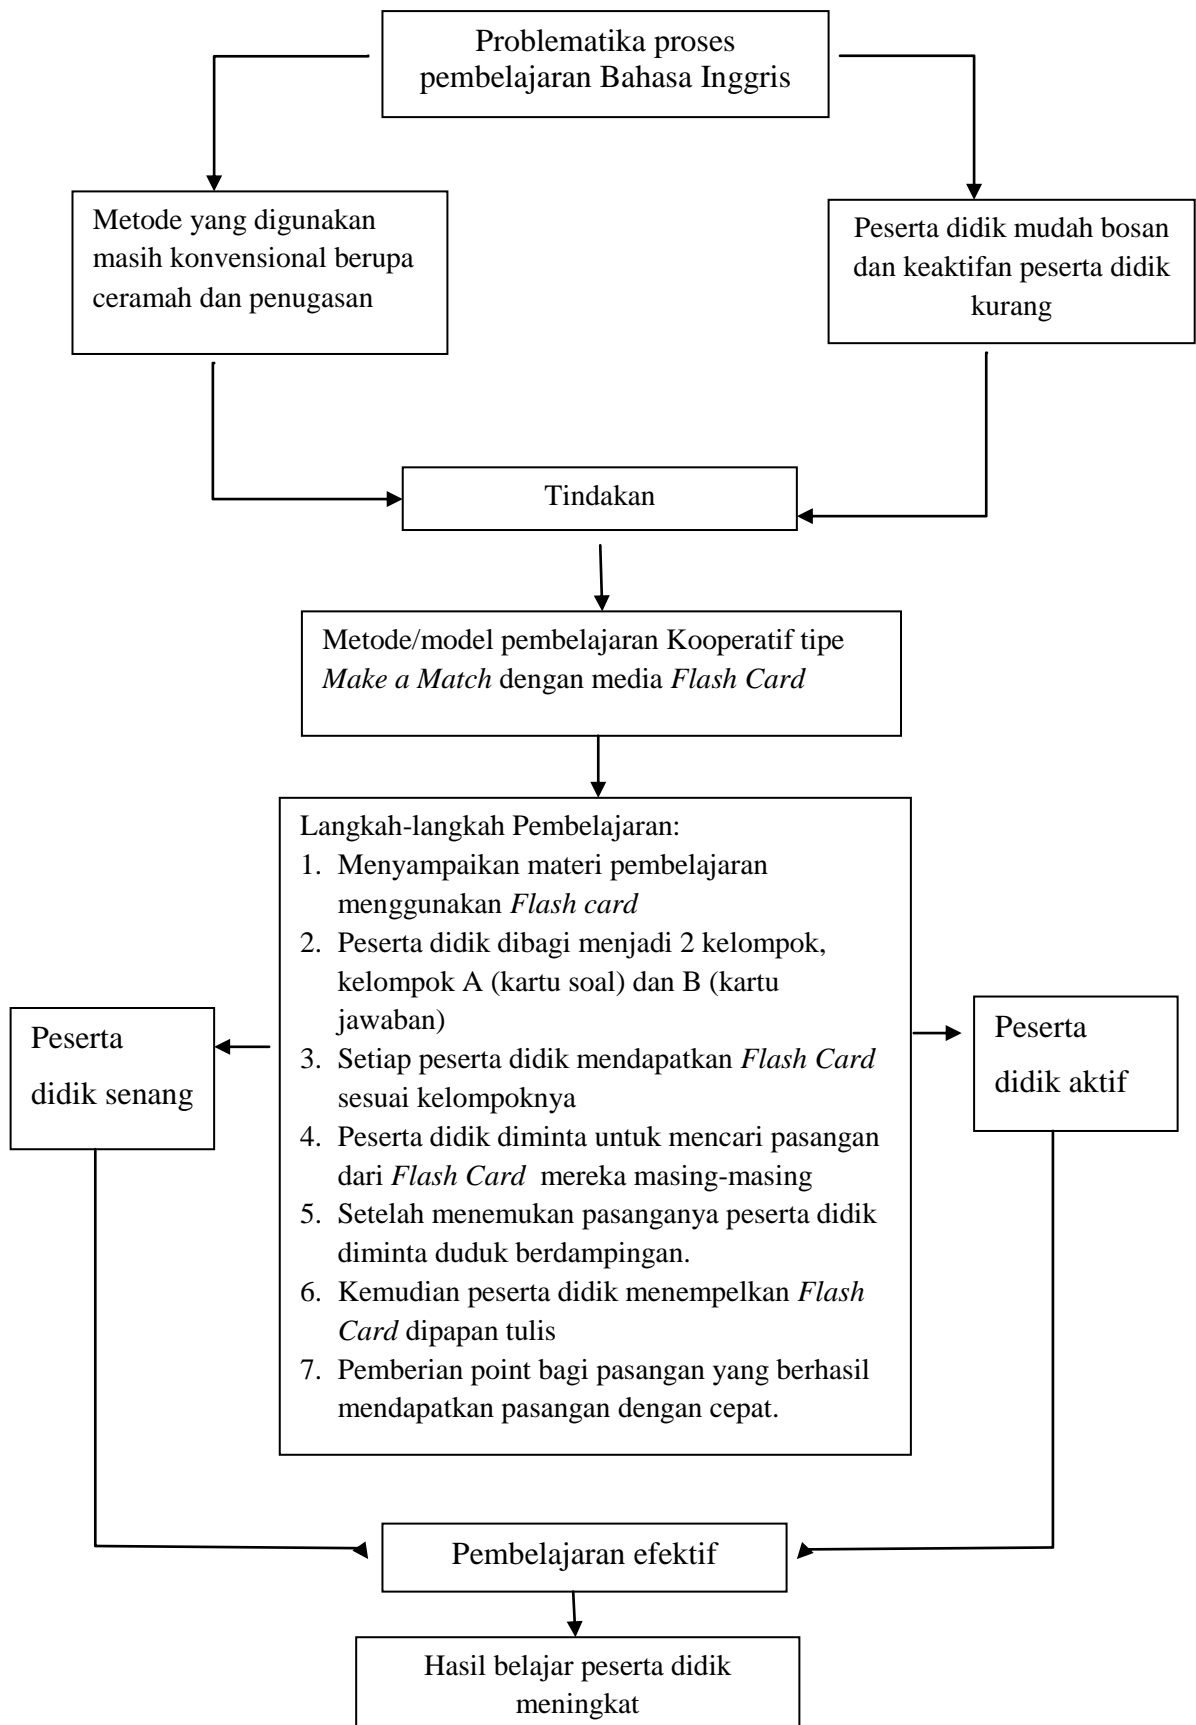 Problematika proses
pembelajaran Bahasa Inggris
Metode yang digunakan
masih konvensional berupa
ceramah dan penugasan
Peserta didik mudah bosan
dan keaktifan peserta didik
kurang
Tindakan
Metode/model pembelajaran Kooperatif tipe
Make a Match dengan media Flash Card
Langkah-langkah Pembelajaran:
1. Menyampaikan materi pembelajaran
menggunakan Flash card
2. Peserta didik dibagi menjadi 2 kelompok,
kelompok A (kartu soal) dan B (kartu
jawaban)
3. Setiap peserta didik mendapatkan Flash Card
sesuai kelompoknya
4. Peserta didik diminta untuk mencari pasangan
dari Flash Card mereka masing-masing
5. Setelah menemukan pasanganya peserta didik
diminta duduk berdampingan.
6. Kemudian peserta didik menempelkan Flash
Card dipapan tulis
7. Pemberian point bagi pasangan yang berhasil
mendapatkan pasangan dengan cepat.
Peserta
didik senang
Peserta
didik aktif
Pembelajaran efektif
Hasil belajar peserta didik
meningkat